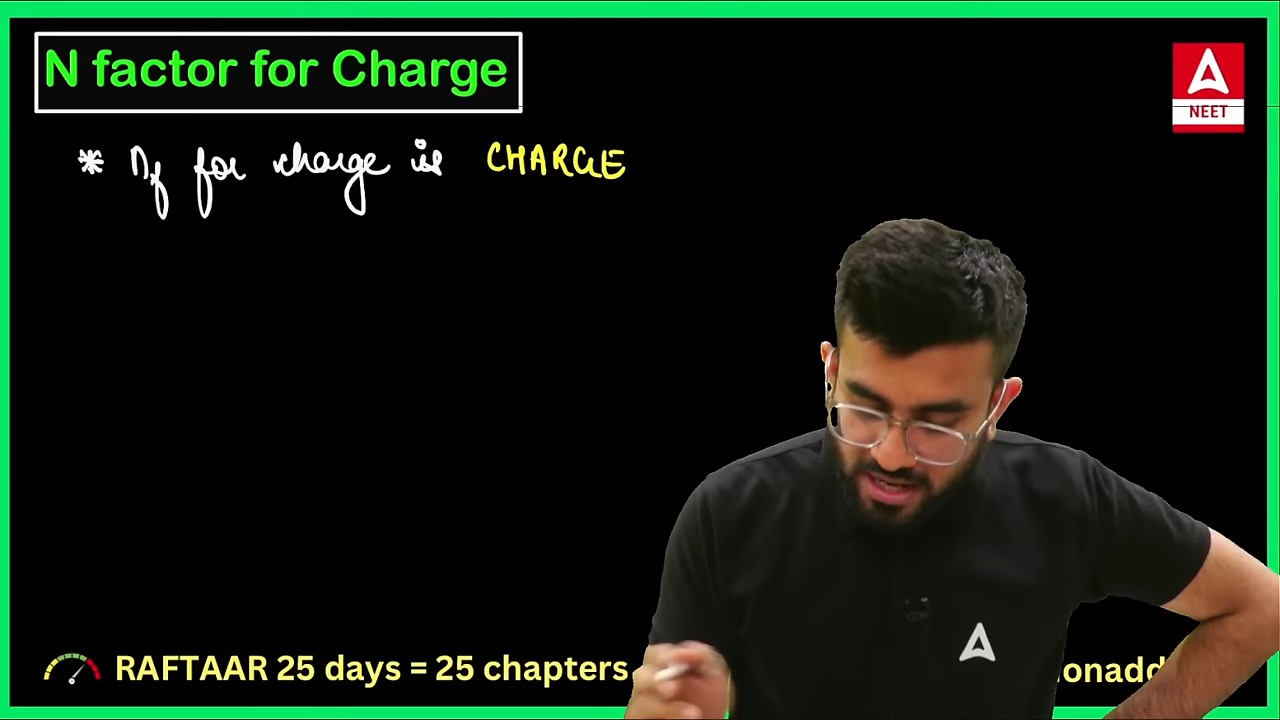 N factor for Charge
NEET
* nf for charge is CHARGE
RAFTAAR 25 days = 25 chapters